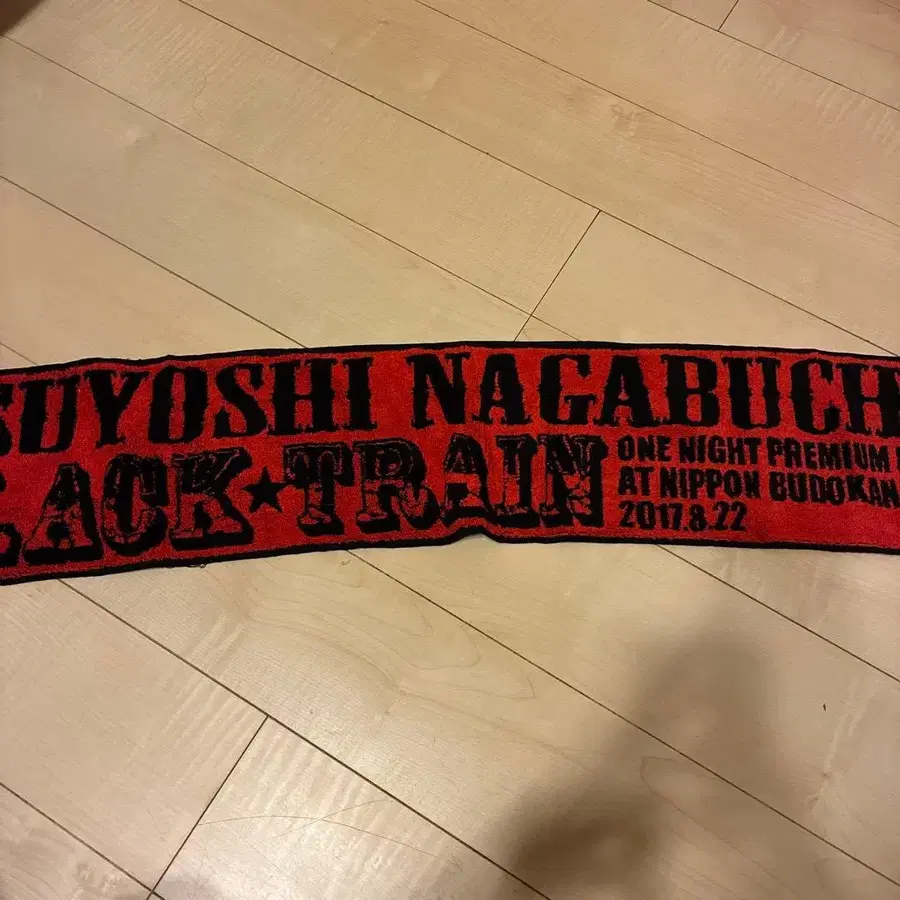 SUYOSHI NAGABUCH
LACK★TRAIN
ONE NIGHT PREMIUM
AT NIPPON BUDOKAN
2017.8.22